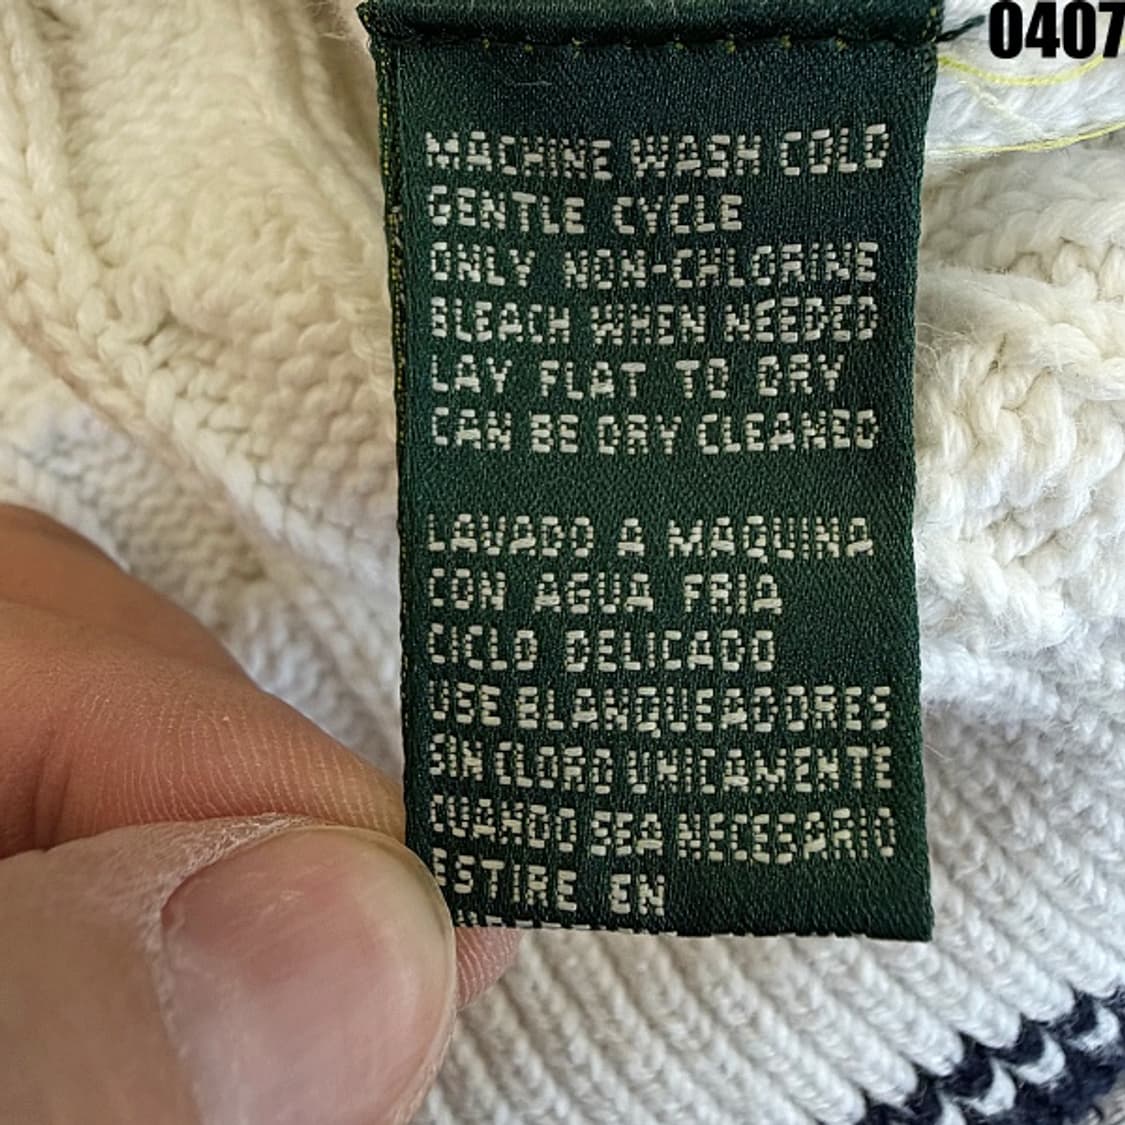 0407
MACHINE WASH COLD
GENTLE CYCLE
ONLY NON-CHLORINE
BLEACH WHEN NEEDED
LAY FLAT TO DRY
CAN BE DRY CLEANED
LAVADO A MAQUINA
CON AGUA FRIA
CICLO DELICADO
USE BLANQUEADORES
SIN CLORO UNICAMENTE
CUANDO SEA NECESARIO
ESTIRE EN